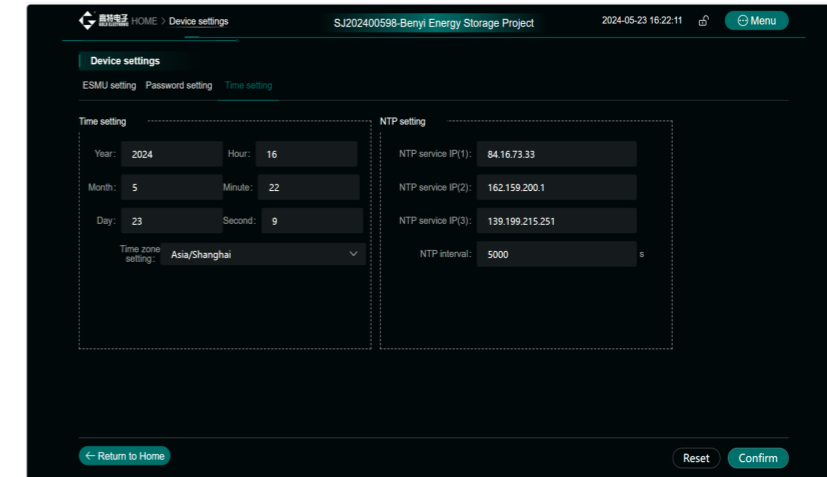 高特电子 HOME > Device settings
SJ202400598-Benyi Energy Storage Project
2024-05-23 16:22:11
Menu
Device settings
ESMU setting Password setting Time setting
Time setting
Year: 2024 Hour: 16
Month: 5 Minute: 22
Day: 23 Second: 9
Time zone setting: Asia/Shanghai
NTP setting
NTP service IP(1): 84.16.73.33
NTP service IP(2): 162.159.200.1
NTP service IP(3): 139.199.215.251
NTP interval: 5000 s
Return to Home
Reset
Confirm